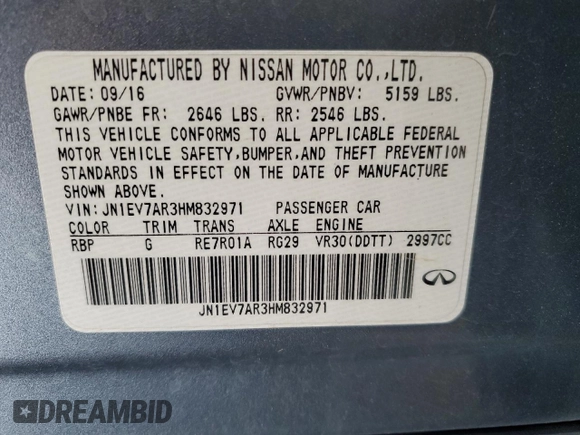 MANUFACTURED BY NISSAN MOTOR CO.,LTD.
DATE: 09/16 GVWR/PNBV: 5159 LBS.
GAWR/PNBE FR: 2646 LBS. RR: 2546 LBS.
THIS VEHICLE CONFORMS TO ALL APPLICABLE FEDERAL
MOTOR VEHICLE SAFETY,BUMPER,AND THEFT PREVENTION
STANDARDS IN EFFECT ON THE DATE OF MANUFACTURE
SHOWN ABOVE.
VIN:JN1EV7AR3HM832971 PASSENGER CAR
COLOR TRIM TRANS AXLE ENGINE
RBP G RE7R01A RG29 VR30(DDTT) 2997CC
JN1EV7AR3HM832971
DREAMBID